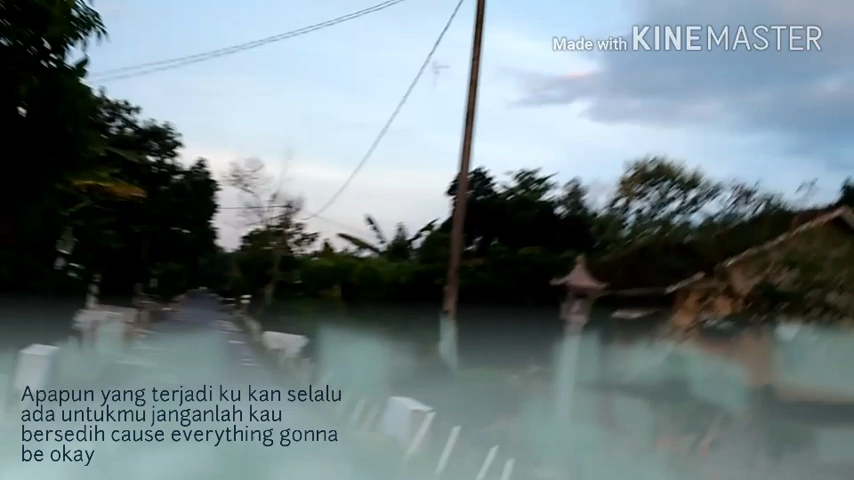 Made with KINEMASTER
Apapun yang terjadi ku kan selalu
ada untukmu janganlah kau
bersedih cause everything gonna
be okay